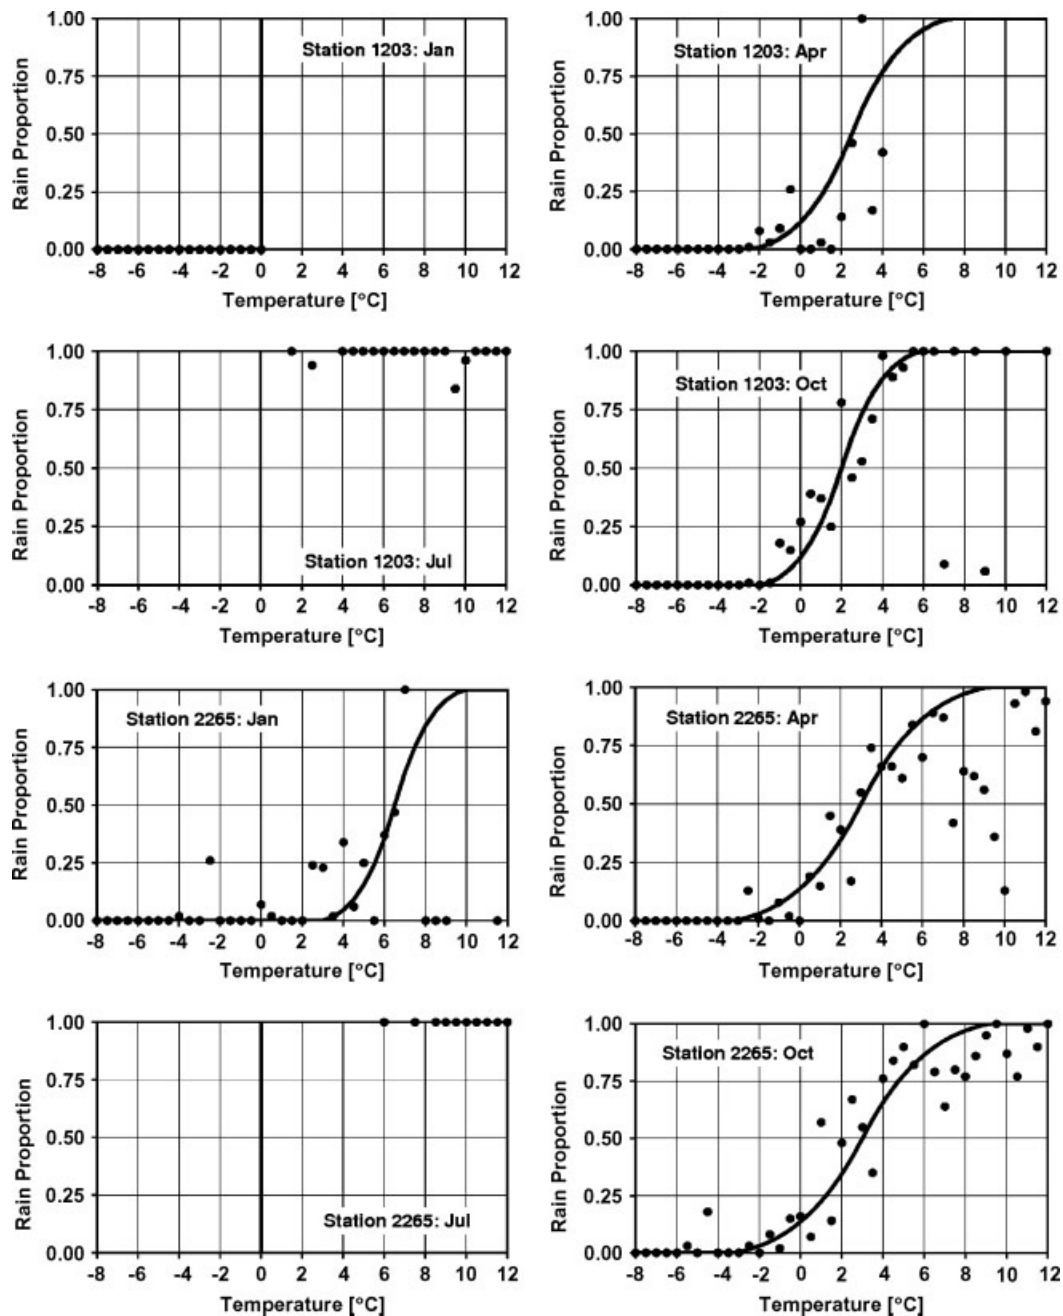 1.00
Station 1203: Jan
0.75
Rain Proportion
0.50
0.25
0.00
-8 -6 -4 -2 0 2 4 6 8 10 12
Temperature [°C]
1.00
Station 1203: Apr
0.75
Rain Proportion
0.50
0.25
0.00
-8 -6 -4 -2 0 2 4 6 8 10 12
Temperature [°C]
1.00
0.75
Rain Proportion
0.50
0.25
Station 1203: Jul
0.00
-8 -6 -4 -2 0 2 4 6 8 10 12
Temperature [°C]
1.00
Station 1203: Oct
0.75
Rain Proportion
0.50
0.25
0.00
-8 -6 -4 -2 0 2 4 6 8 10 12
Temperature [°C]
1.00
Station 2265: Jan
0.75
Rain Proportion
0.50
0.25
0.00
-8 -6 -4 -2 0 2 4 6 8 10 12
Temperature [°C]
1.00
Station 2265: Apr
0.75
Rain Proportion
0.50
0.25
0.00
-8 -6 -4 -2 0 2 4 6 8 10 12
Temperature [°C]
1.00
0.75
Rain Proportion
0.50
0.25
Station 2265: Jul
0.00
-8 -6 -4 -2 0 2 4 6 8 10 12
Temperature [°C]
1.00
Station 2265: Oct
0.75
Rain Proportion
0.50
0.25
0.00
-8 -6 -4 -2 0 2 4 6 8 10 12
Temperature [°C]